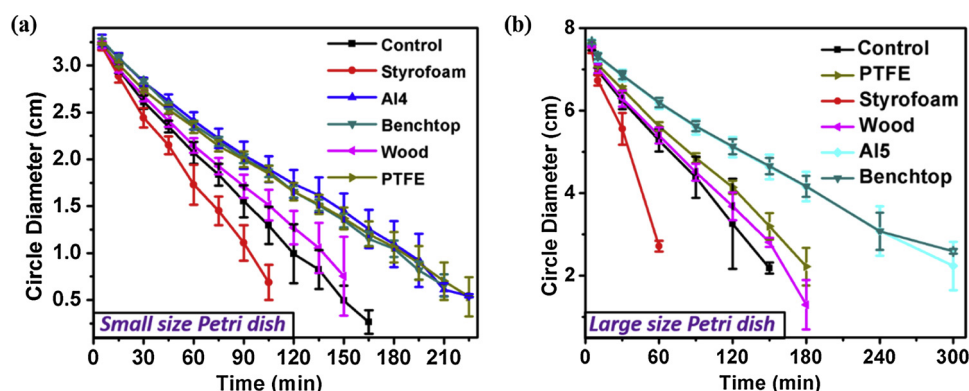 (a)
Circle Diameter (cm)
3.0
2.5
2.0
1.5
1.0
0.5
Control
Styrofoam
Al4
Benchtop
Wood
PTFE
Small size Petri dish
0 30 60 90 120 150 180 210
Time (min)
(b)
Circle Diameter (cm)
8
6
4
2
Control
PTFE
Styrofoam
Wood
Al5
Benchtop
Large size Petri dish
0 60 120 180 240 300
Time (min)